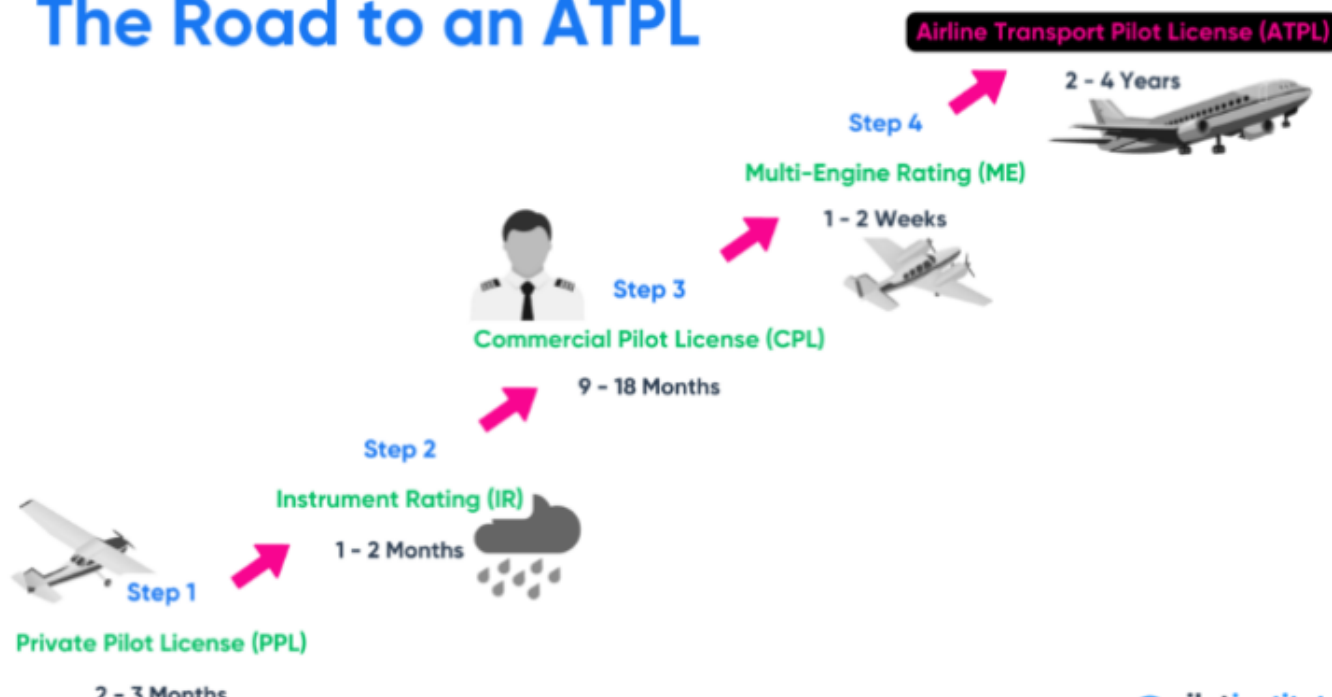 The Road to an ATPL
Airline Transport Pilot License (ATPL)
2 - 4 Years
Step 4
Multi-Engine Rating (ME)
1 - 2 Weeks
Step 3
Commercial Pilot License (CPL)
9 - 18 Months
Step 2
Instrument Rating (IR)
1 - 2 Months
Step 1
Private Pilot License (PPL)
2 - 3 Months